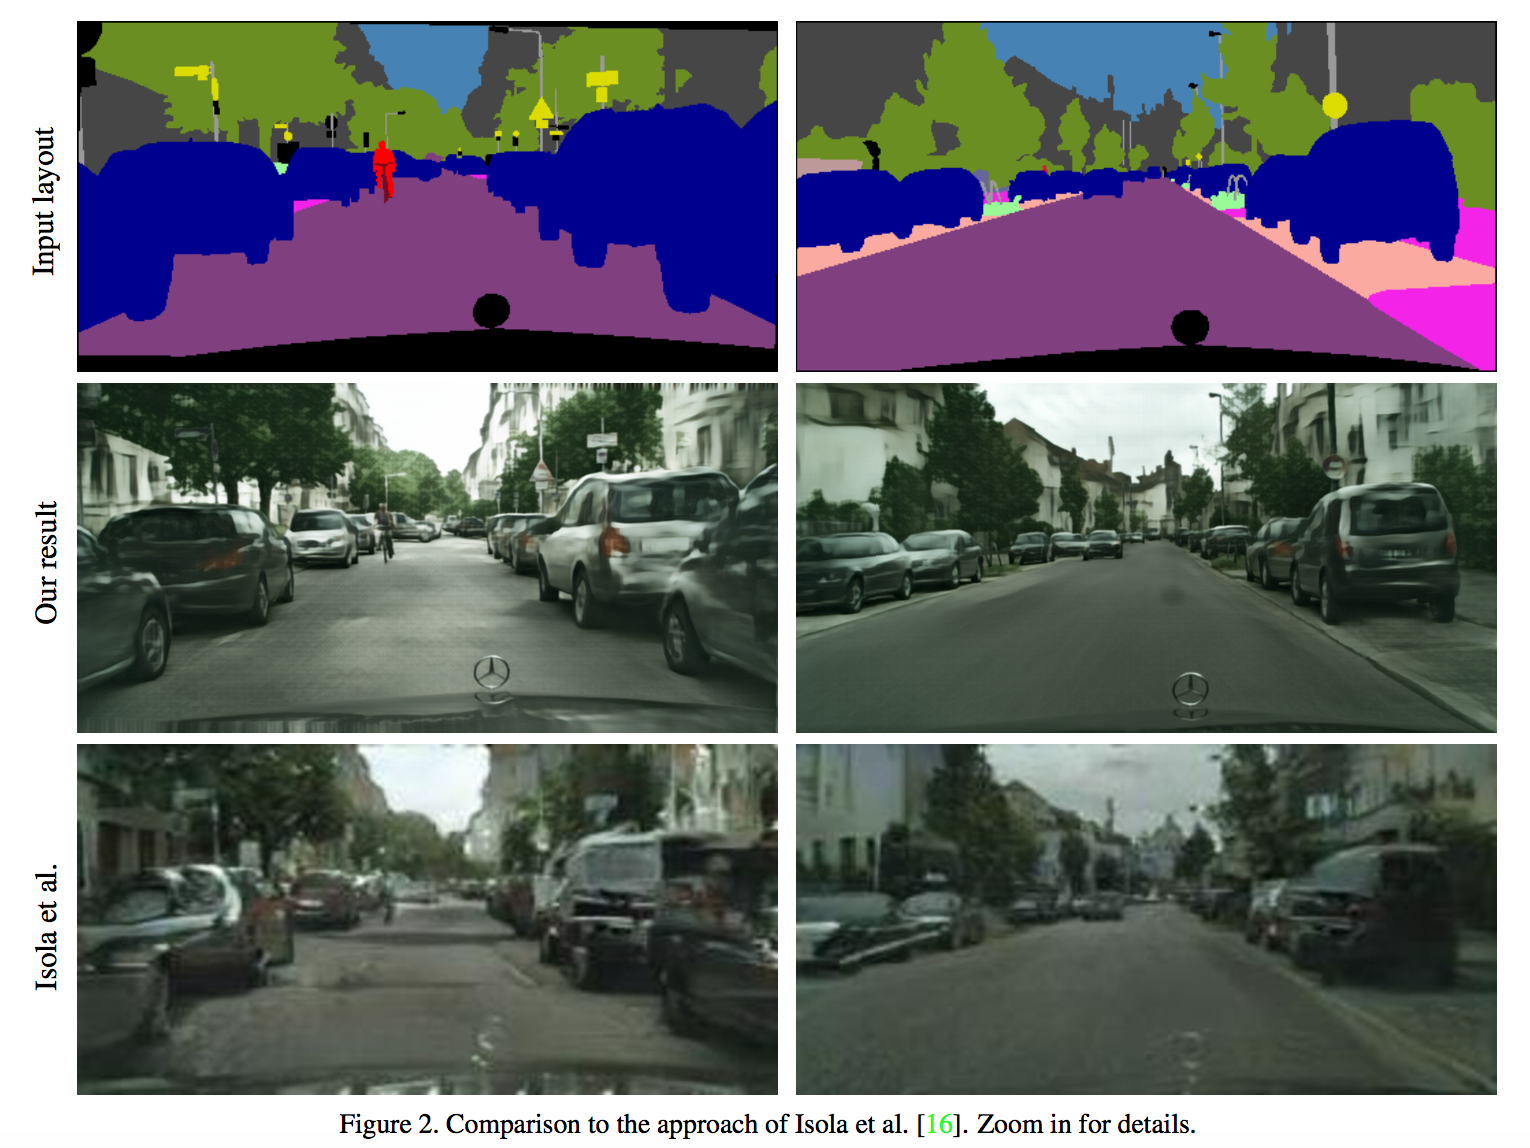 Input layout
Our result
Isola et al.
Figure 2. Comparison to the approach of Isola et al. [16]. Zoom in for details.